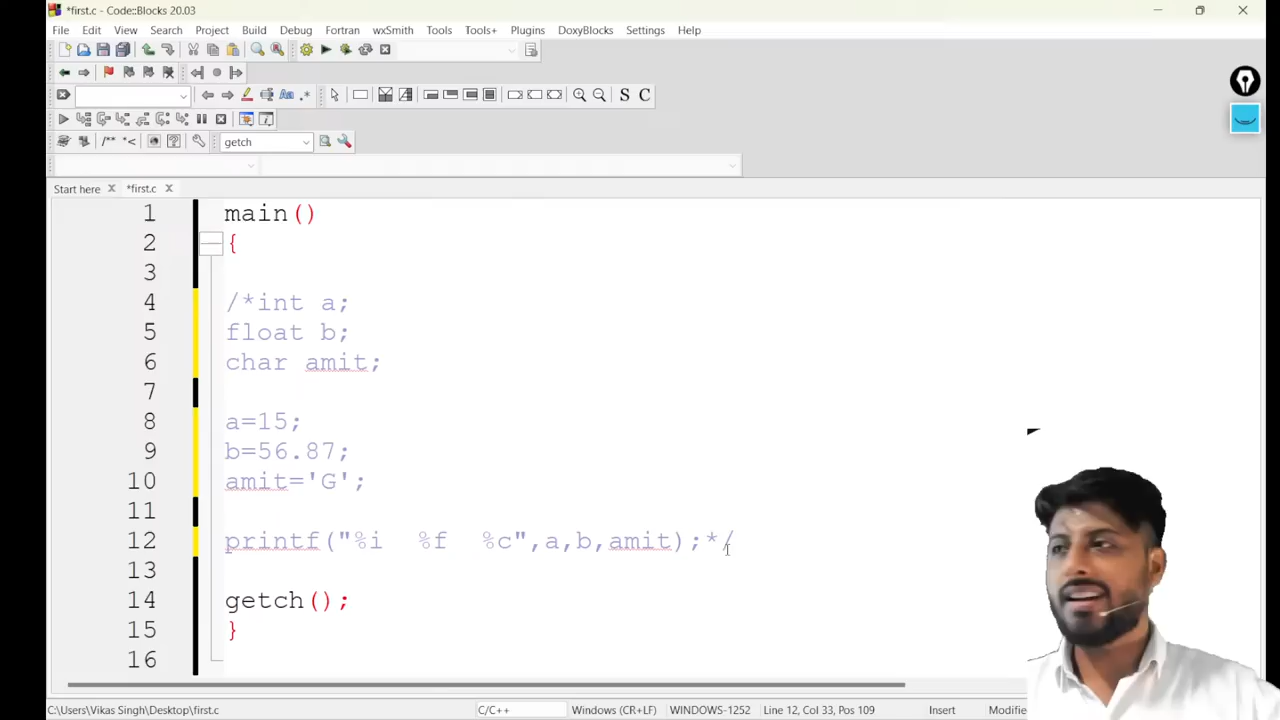 *first.c - Code::Blocks 20.03
File Edit View Search Project Build Debug Fortran wxSmith Tools Tools+ Plugins DoxyBlocks Settings Help
S C
/** *<
getch
Start here *first.c
1 main()
2 {
3
4 /*int a;
5 float b;
6 char amit;
7
8 a=15;
9 b=56.87;
10 amit='G';
11
12 printf("%i  %f  %c",a,b,amit);*/
13
14 getch();
15 }
16
C:\Users\Vikas Singh\Desktop\first.c C/C++ Windows (CR+LF) WINDOWS-1252 Line 12, Col 33, Pos 109 Insert Modifie